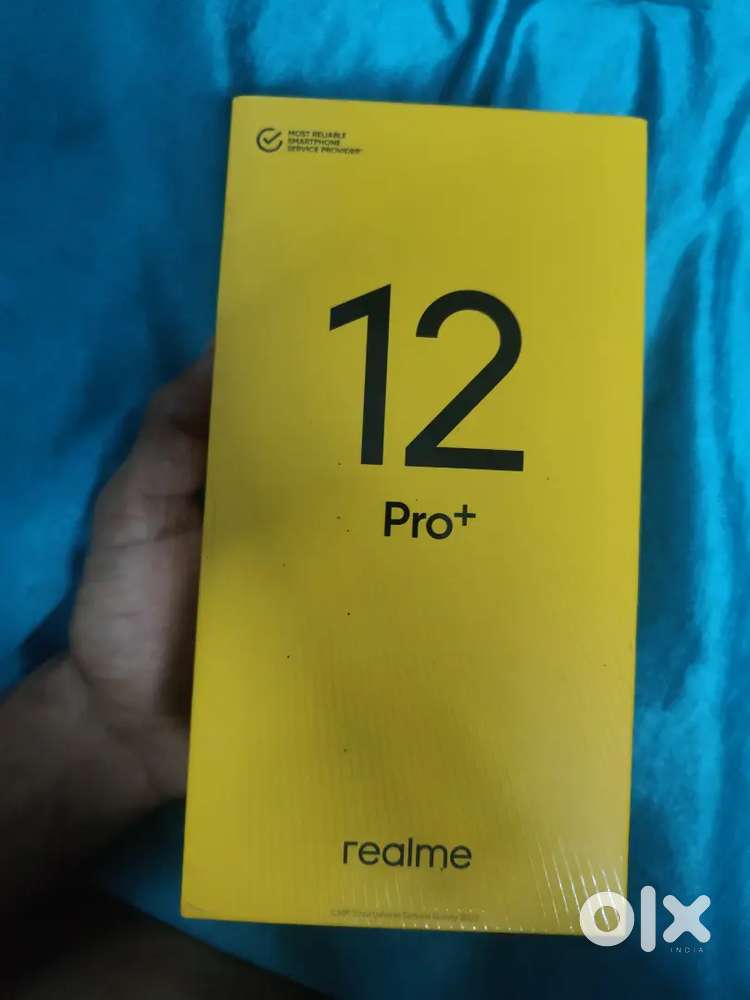 MOST RELIABLE
SMARTPHONE
SERVICE PROVIDER*
12
Pro+
realme
olx
INDIA